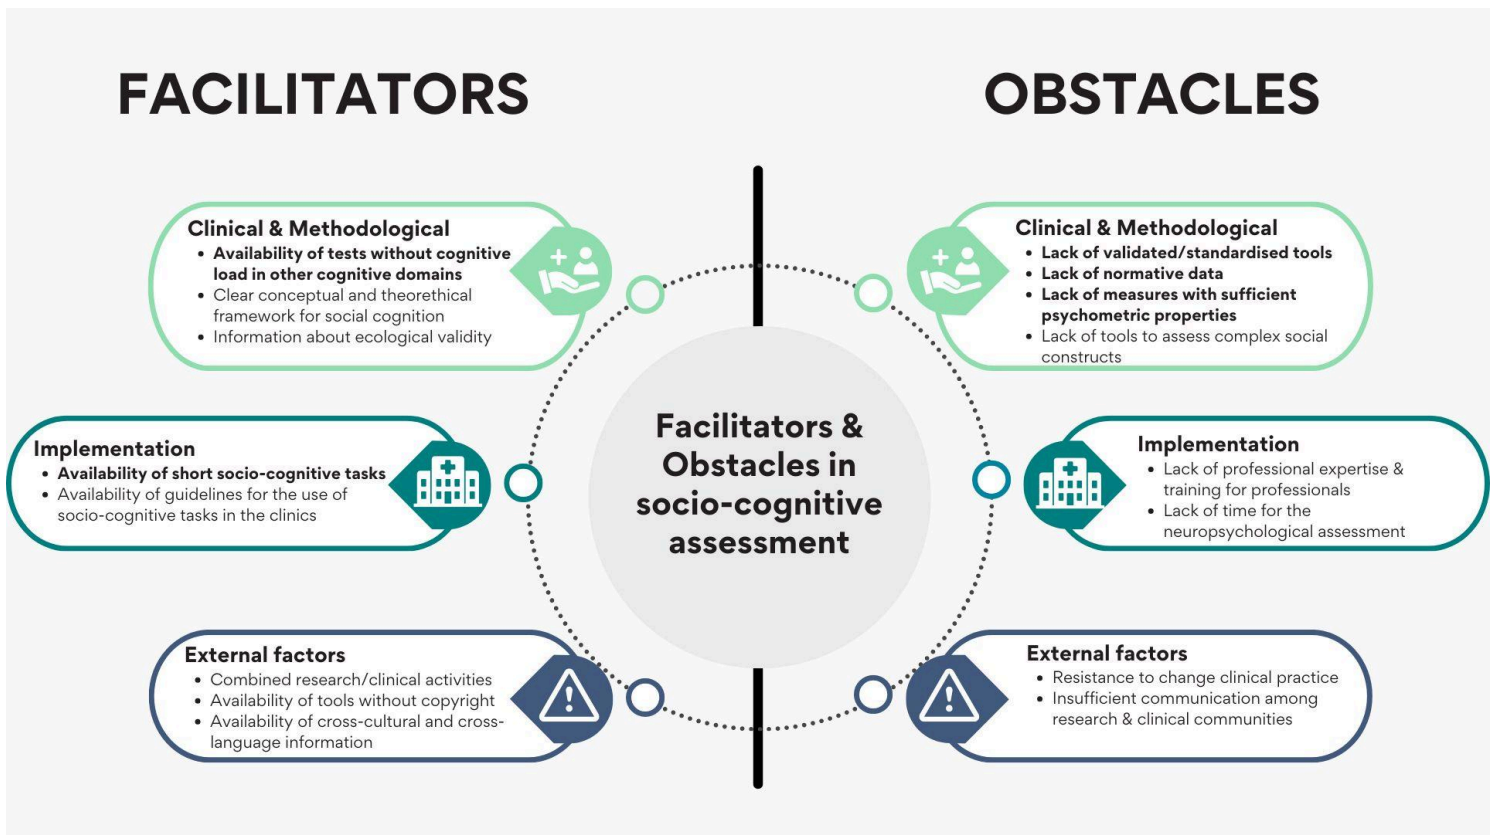 FACILITATORS
OBSTACLES
Clinical & Methodological
• Availability of tests without cognitive
load in other cognitive domains
• Clear conceptual and theorethical
framework for social cognition
• Information about ecological validity
Clinical & Methodological
• Lack of validated/standardised tools
• Lack of normative data
• Lack of measures with sufficient
psychometric properties
• Lack of tools to assess complex social
constructs
Implementation
• Availability of short socio-cognitive tasks
• Availability of guidelines for the use of
socio-cognitive tasks in the clinics
Facilitators &
Obstacles in
socio-cognitive
assessment
Implementation
• Lack of professional expertise &
training for professionals
• Lack of time for the
neuropsychological assessment
External factors
• Combined research/clinical activities
• Availability of tools without copyright
• Availability of cross-cultural and cross-
language information
External factors
• Resistance to change clinical practice
• Insufficient communication among
research & clinical communities